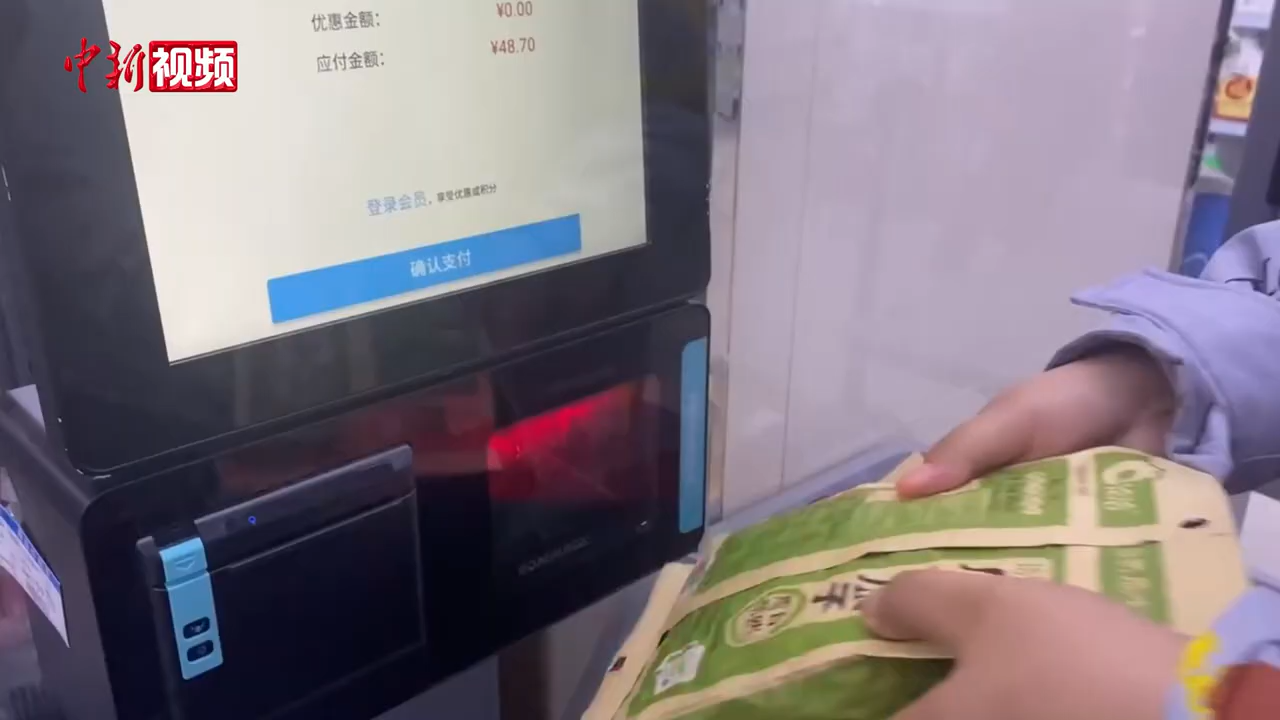 中新视频
优惠金额: ¥0.00
应付金额: ¥48.70
登录会员，享受优惠或积分
确认支付
瓜子